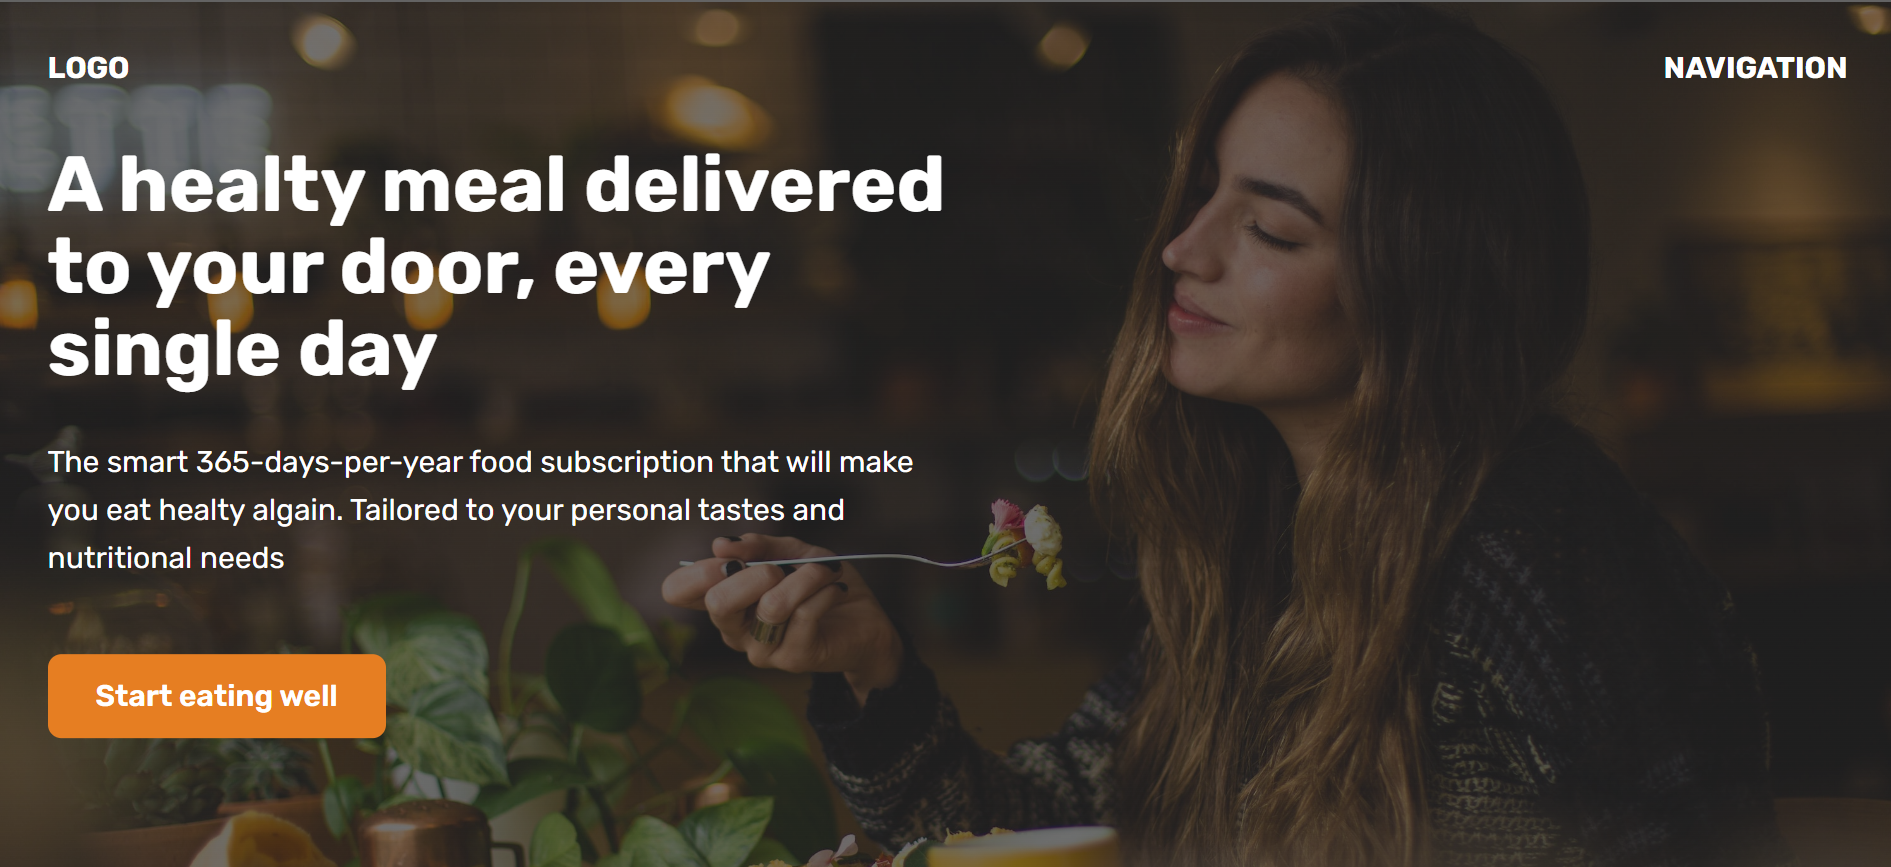 LOGO
NAVIGATION
A healty meal delivered
to your door, every
single day
The smart 365-days-per-year food subscription that will make
you eat healty algain. Tailored to your personal tastes and
nutritional needs
Start eating well